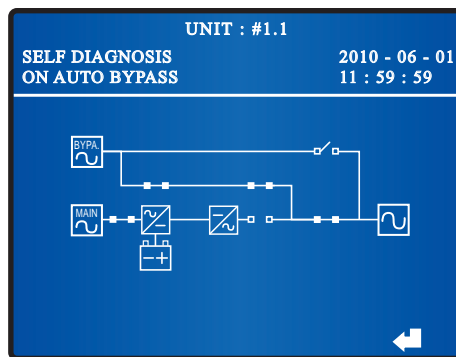 UNIT : #1.1
SELF DIAGNOSIS 2010 - 06 - 01
ON AUTO BYPASS 11 : 59 : 59
BYPA.
MAIN